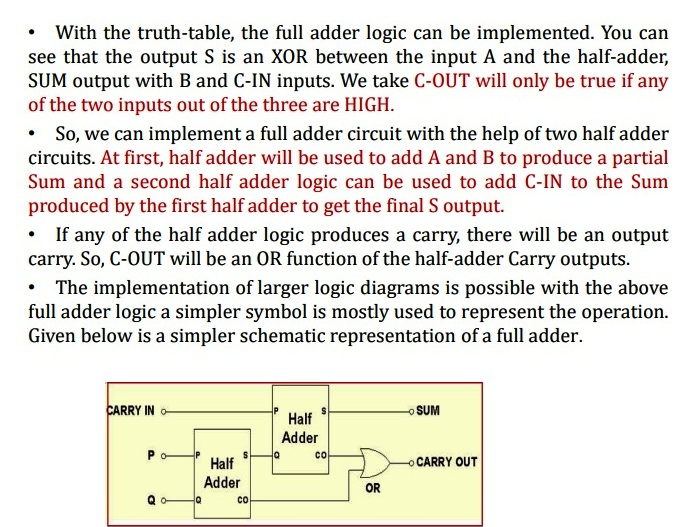 • With the truth-table, the full adder logic can be implemented. You can
see that the output S is an XOR between the input A and the half-adder,
SUM output with B and C-IN inputs. We take C-OUT will only be true if any
of the two inputs out of the three are HIGH.
• So, we can implement a full adder circuit with the help of two half adder
circuits. At first, half adder will be used to add A and B to produce a partial
Sum and a second half adder logic can be used to add C-IN to the Sum
produced by the first half adder to get the final S output.
• If any of the half adder logic produces a carry, there will be an output
carry. So, C-OUT will be an OR function of the half-adder Carry outputs.
• The implementation of larger logic diagrams is possible with the above
full adder logic a simpler symbol is mostly used to represent the operation.
Given below is a simpler schematic representation of a full adder.
CARRY IN P S SUM
Half
Adder
P P S Q CO CARRY OUT
Half
Adder OR
Q Q CO